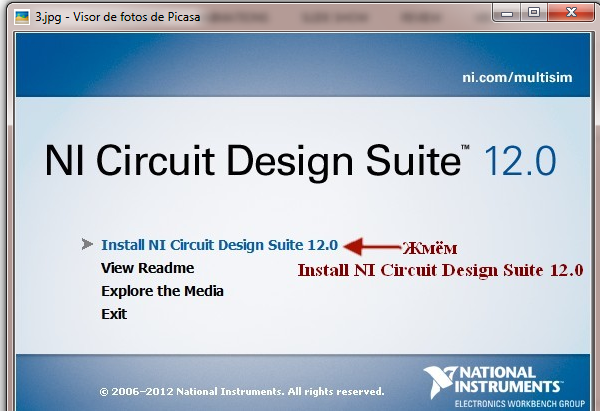 3.jpg - Visor de fotos de Picasa
ni.com/multisim
NI Circuit Design Suite™ 12.0
Install NI Circuit Design Suite 12.0
Жмём
Install NI Circuit Design Suite 12.0
View Readme
Explore the Media
Exit
© 2006–2012 National Instruments. All rights reserved.
NATIONAL
INSTRUMENTS™
ELECTRONICS WORKBENCH GROUP